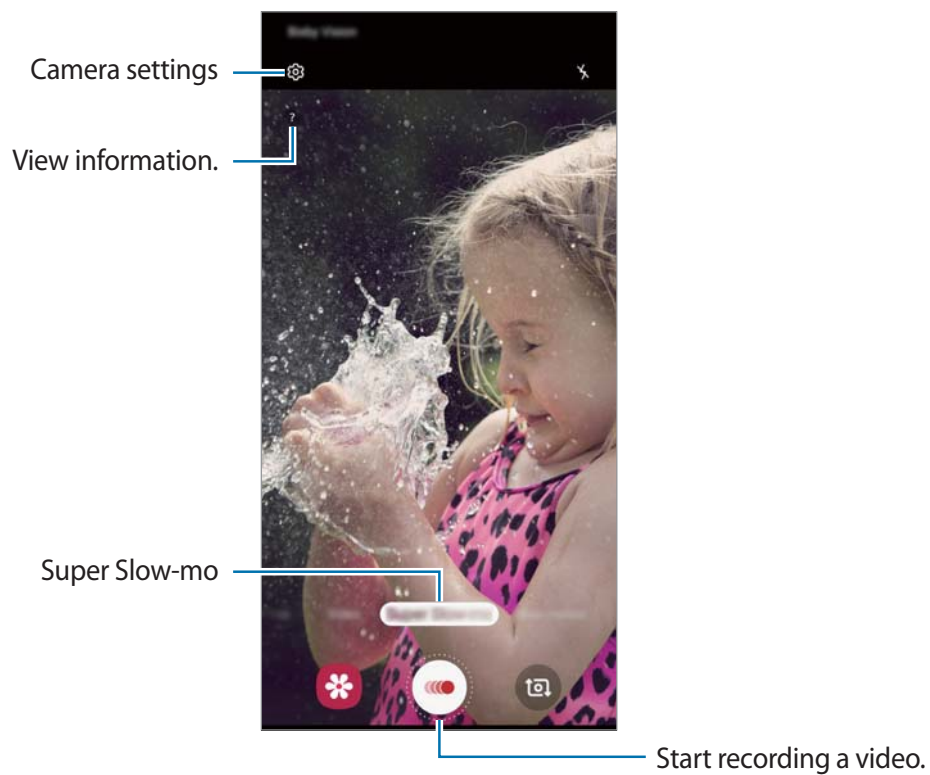 Camera settings
?
View information.
Super Slow-mo
Start recording a video.